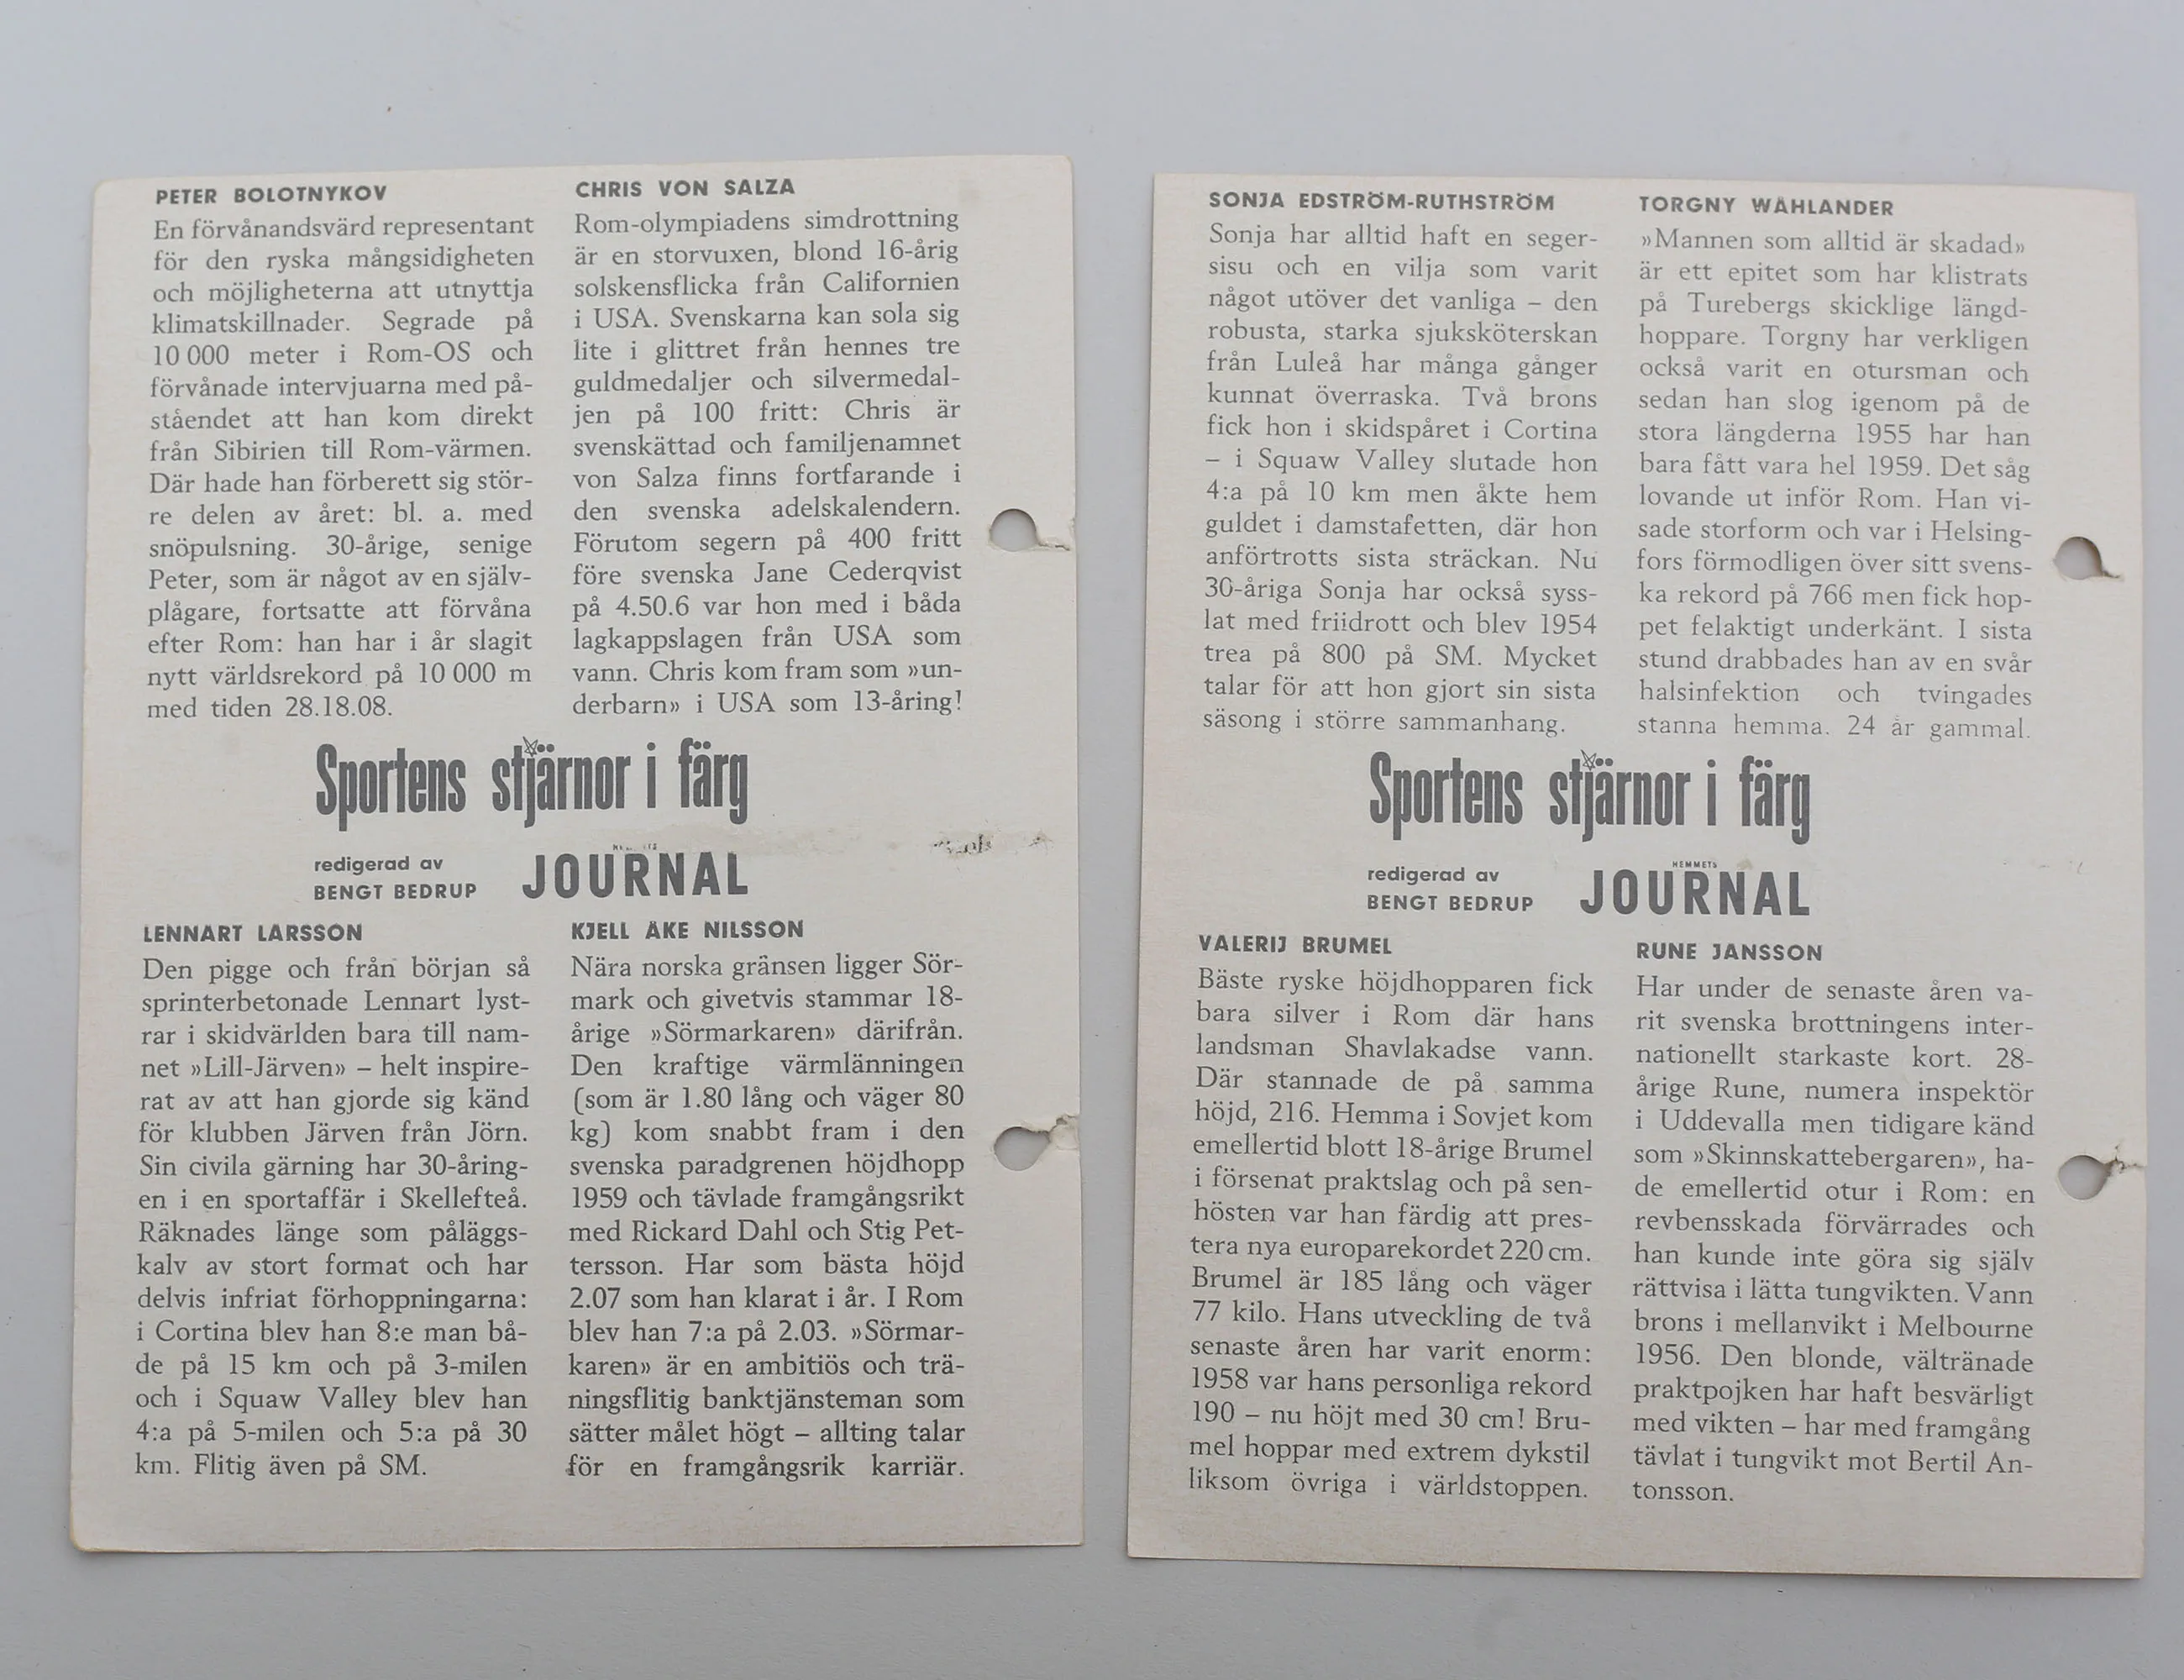 PETER BOLOTNYKOV
En förvånandsvärd representant
för den ryska mångsidigheten
och möjligheterna att utnyttja
klimatskillnader. Segrade på
10 000 meter i Rom-OS och
förvånade intervjuarna med på-
ståendet att han kom direkt
från Sibirien till Rom-värmen.
Där hade han förberett sig stör-
re delen av året: bl. a. med
snöpulsning. 30-årige, senige
Peter, som är något av en själv-
plågare, fortsatte att förvåna
efter Rom: han har i år slagit
nytt världsrekord på 10 000 m
med tiden 28.18.08.
CHRIS VON SALZA
Rom-olympiadens simdrottning
är en storvuxen, blond 16-årig
solskensflicka från Californien
i USA. Svenskarna kan sola sig
lite i glittret från hennes tre
guldmedaljer och silvermedal-
jen på 100 fritt: Chris är
svenskättad och familjenamnet
von Salza finns fortfarande i
den svenska adelskalendern.
Förutom segern på 400 fritt
före svenska Jane Cederqvist
på 4.50.6 var hon med i båda
lagkappslagen från USA som
vann. Chris kom fram som »un-
derbarn» i USA som 13-åring!
Sportens stjärnor i färg
redigerad av
BENGT BEDRUP
JOURNAL
LENNART LARSSON
Den pigge och från början så
sprinterbetonade Lennart lyst-
rar i skidvärlden bara till nam-
net »Lill-Järven» – helt inspire-
rat av att han gjorde sig känd
för klubben Järven från Jörn.
Sin civila gärning har 30-åring-
en i en sportaffär i Skellefteå.
Räknades länge som påläggs-
kalv av stort format och har
delvis infriat förhoppningarna:
i Cortina blev han 8:e man bå-
de på 15 km och på 3-milen
och i Squaw Valley blev han
4:a på 5-milen och 5:a på 30
km. Flitig även på SM.
KJELL ÅKE NILSSON
Nära norska gränsen ligger Sör-
mark och givetvis stammar 18-
årige »Sörmarkaren» därifrån.
Den kraftige värmlänningen
(som är 1.80 lång och väger 80
kg) kom snabbt fram i den
svenska paradgrenen höjdhopp
1959 och tävlade framgångsrikt
med Rickard Dahl och Stig Pet-
tersson. Har som bästa höjd
2.07 som han klarat i år. I Rom
blev han 7:a på 2.03. »Sörmar-
karen» är en ambitiös och trä-
ningsflitig banktjänsteman som
sätter målet högt – allting talar
för en framgångsrik karriär.
SONJA EDSTRÖM-RUTHSTRÖM
Sonja har alltid haft en seger-
sisu och en vilja som varit
något utöver det vanliga – den
robusta, starka sjuksköterskan
från Luleå har många gånger
kunnat överraska. Två brons
fick hon i skidspåret i Cortina
– i Squaw Valley slutade hon
4:a på 10 km men åkte hem
guldet i damstafetten, där hon
anförtrotts sista sträckan. Nu
30-åriga Sonja har också syss-
lat med friidrott och blev 1954
trea på 800 på SM. Mycket
talar för att hon gjort sin sista
säsong i större sammanhang.
TORGNY WÅHLANDER
»Mannen som alltid är skadad»
är ett epitet som har klistrats
på Turebergs skicklige längd-
hoppare. Torgny har verkligen
också varit en otursman och
sedan han slog igenom på de
stora längderna 1955 har han
bara fått vara hel 1959. Det såg
lovande ut inför Rom. Han vi-
sade storform och var i Helsing-
fors förmodligen över sitt svens-
ka rekord på 766 men fick hop-
pet felaktigt underkänt. I sista
stund drabbades han av en svår
halsinfektion och tvingades
stanna hemma. 24 år gammal.
Sportens stjärnor i färg
redigerad av
BENGT BEDRUP
HEMMETS
JOURNAL
VALERIJ BRUMEL
Bäste ryske höjdhopparen fick
bara silver i Rom där hans
landsman Shavlakadse vann.
Där stannade de på samma
höjd, 216. Hemma i Sovjet kom
emellertid blott 18-årige Brumel
i försenat praktslag och på sen-
hösten var han färdig att pres-
tera nya europarekordet 220 cm.
Brumel är 185 lång och väger
77 kilo. Hans utveckling de två
senaste åren har varit enorm:
1958 var hans personliga rekord
190 – nu höjt med 30 cm! Bru-
mel hoppar med extrem dykstil
liksom övriga i världstoppen.
RUNE JANSSON
Har under de senaste åren va-
rit svenska brottningens inter-
nationellt starkaste kort. 28-
årige Rune, numera inspektör
i Uddevalla men tidigare känd
som »Skinnskattebergaren», ha-
de emellertid otur i Rom: en
revbensskada förvärrades och
han kunde inte göra sig själv
rättvisa i lätta tungvikten. Vann
brons i mellanvikt i Melbourne
1956. Den blonde, vältränade
praktpojken har haft besvärligt
med vikten – har med framgång
tävlat i tungvikt mot Bertil An-
tonsson.